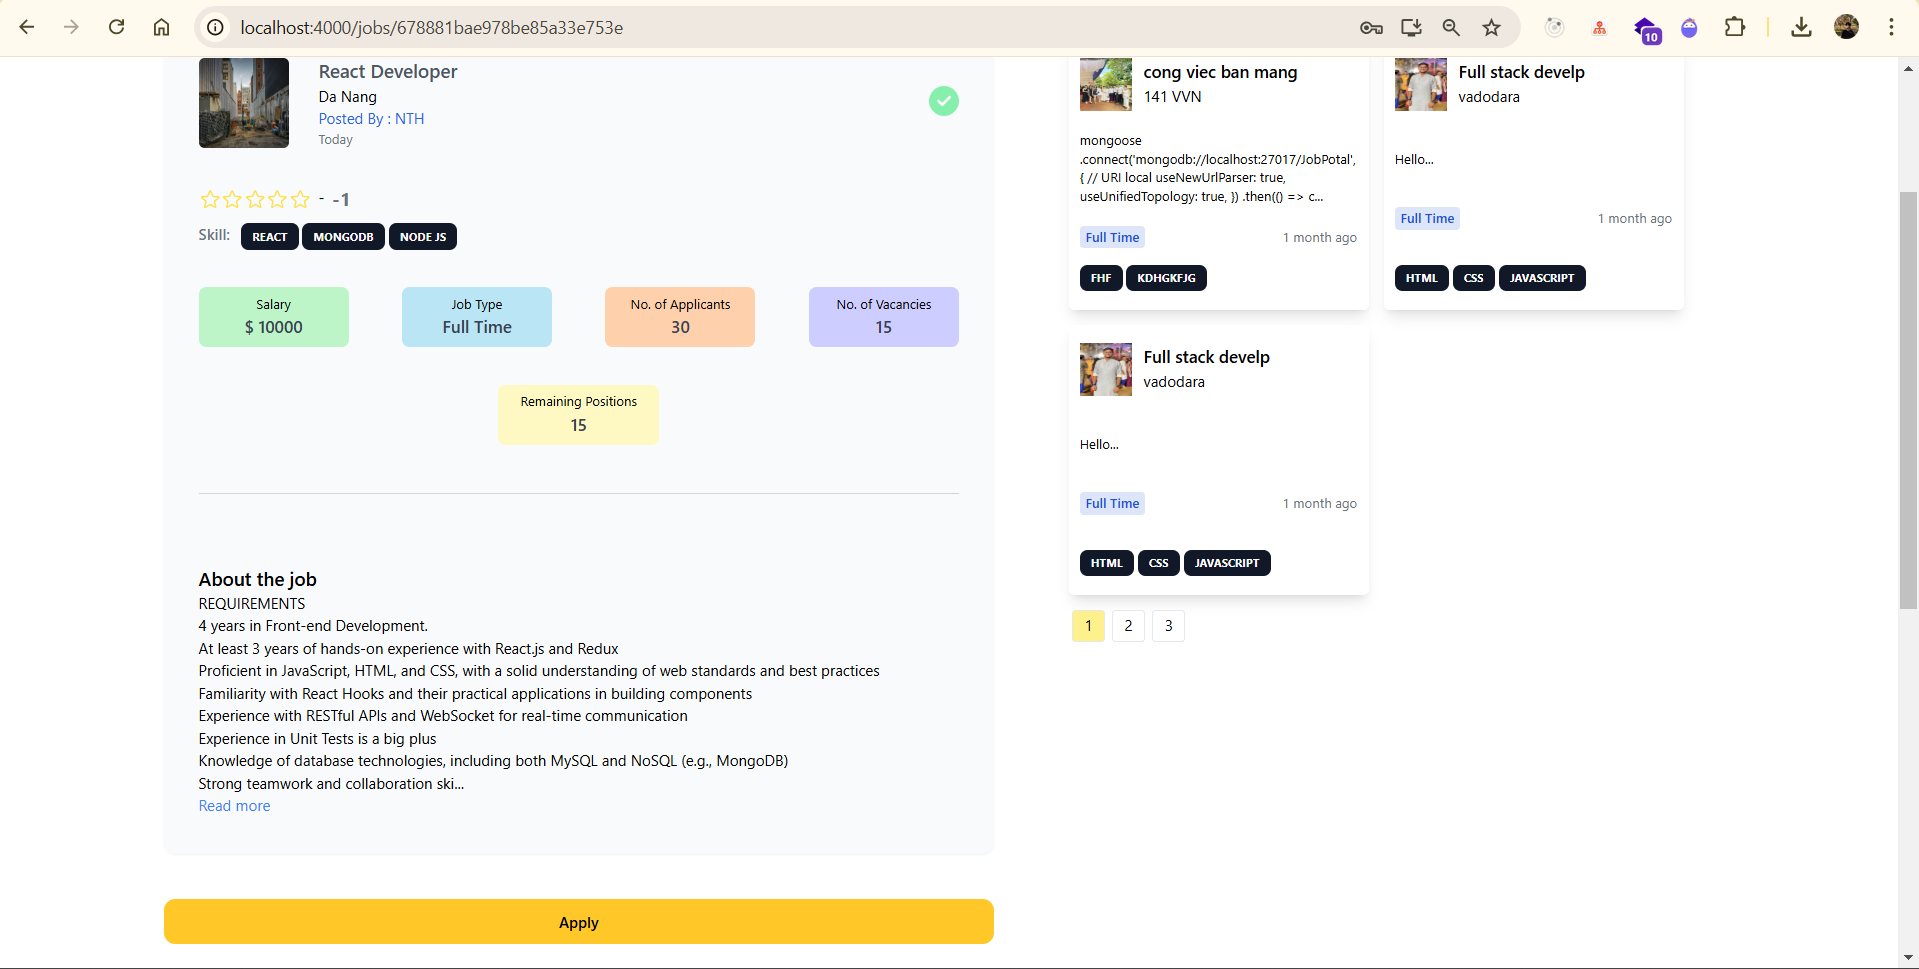 localhost:4000/jobs/678881bae978be85a33e753e
10
React Developer
Da Nang
Posted By : NTH
Today
- -1
Skill: REACT MONGODB NODE JS
Salary
$ 10000
Job Type
Full Time
No. of Applicants
30
No. of Vacancies
15
Remaining Positions
15
About the job
REQUIREMENTS
4 years in Front-end Development.
At least 3 years of hands-on experience with React.js and Redux
Proficient in JavaScript, HTML, and CSS, with a solid understanding of web standards and best practices
Familiarity with React Hooks and their practical applications in building components
Experience with RESTful APIs and WebSocket for real-time communication
Experience in Unit Tests is a big plus
Knowledge of database technologies, including both MySQL and NoSQL (e.g., MongoDB)
Strong teamwork and collaboration ski...
Read more
Apply
cong viec ban mang
141 VVN
mongoose
.connect('mongodb://localhost:27017/JobPotal',
{ // URI local useNewUrlParser: true,
useUnifiedTopology: true, }) .then(() => c...
Full Time 1 month ago
FHF KDHGKFJG
Full stack develp
vadodara
Hello...
Full Time 1 month ago
HTML CSS JAVASCRIPT
Full stack develp
vadodara
Hello...
Full Time 1 month ago
HTML CSS JAVASCRIPT
1 2 3